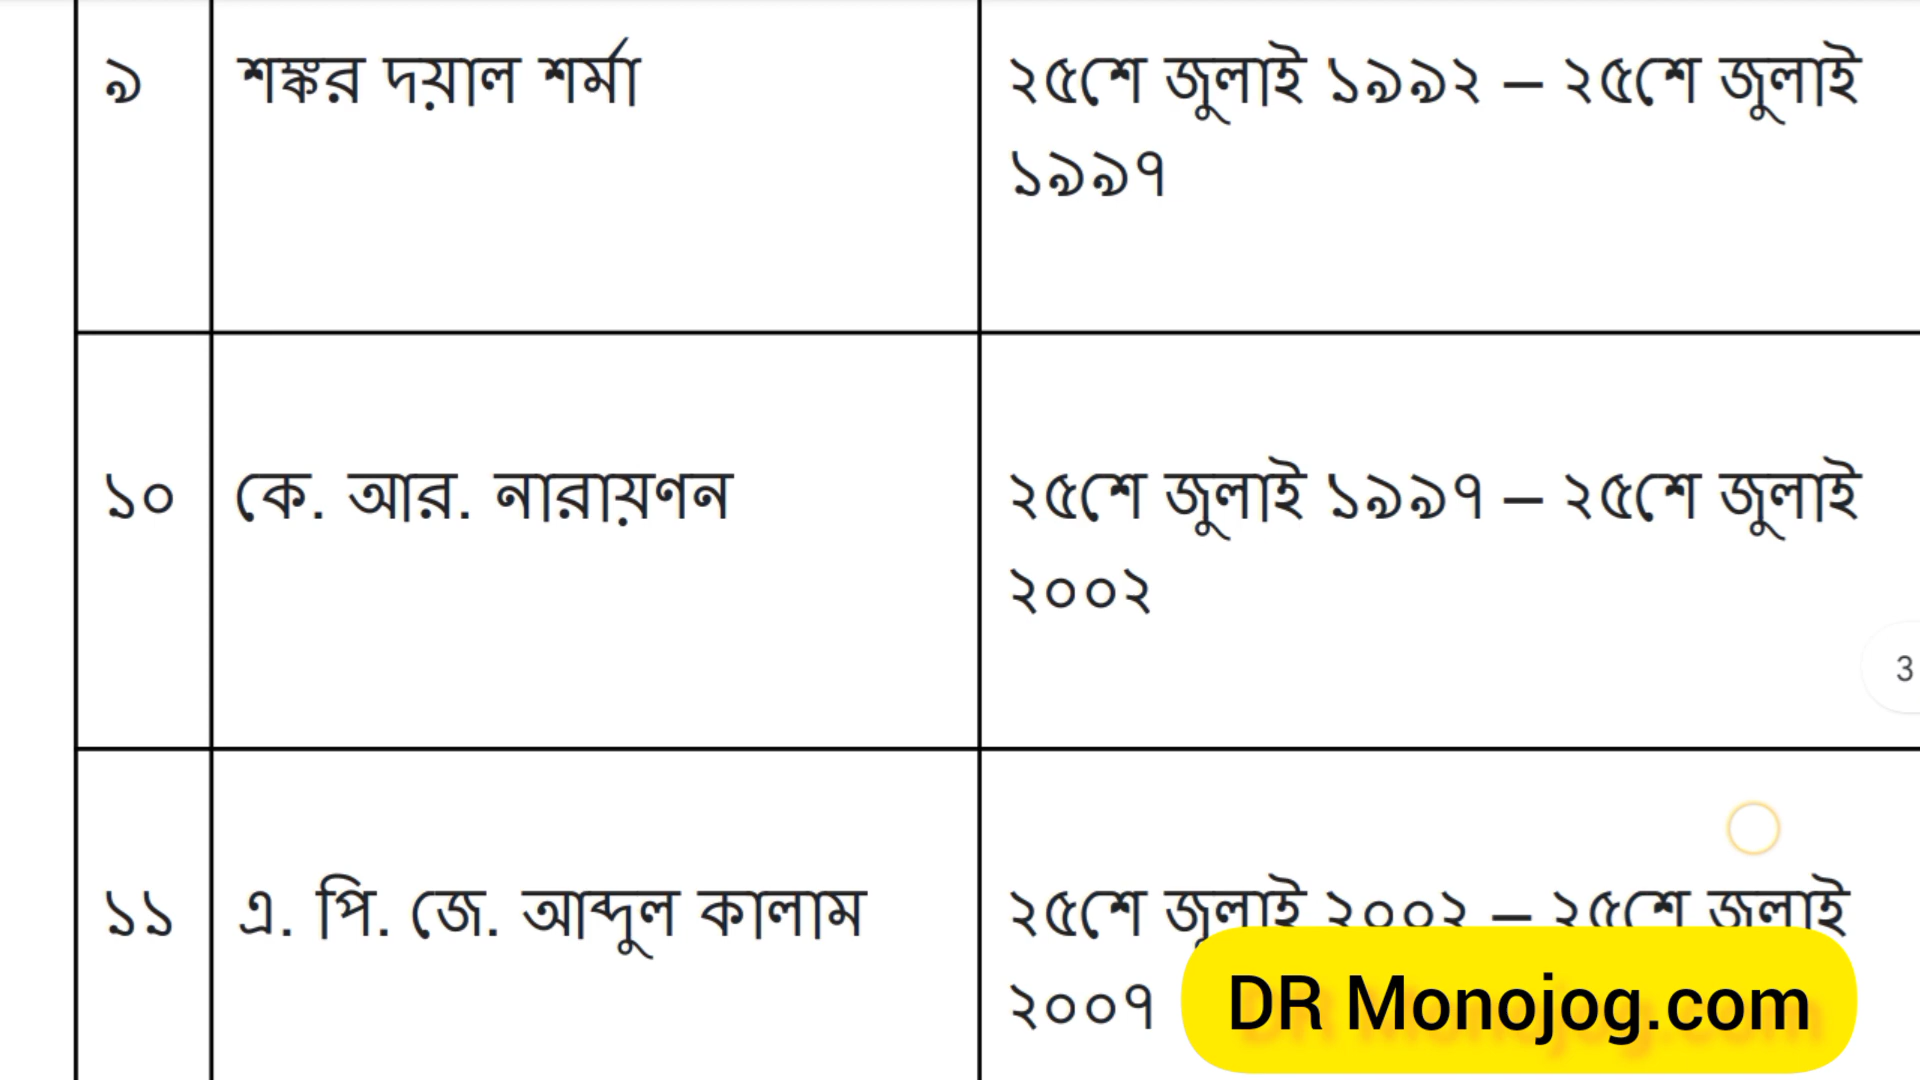 ৯ শঙ্কর দয়াল শর্মা ২৫শে জুলাই ১৯৯২ – ২৫শে জুলাই
১৯৯৭
১০ কে. আর. নারায়ণন ২৫শে জুলাই ১৯৯৭ – ২৫শে জুলাই
২০০২
3
১১ এ. পি. জে. আব্দুল কালাম ২৫শে জুলাই ২০০২ – ২৫শে জুলাই
২০০৭
DR Monojog.com